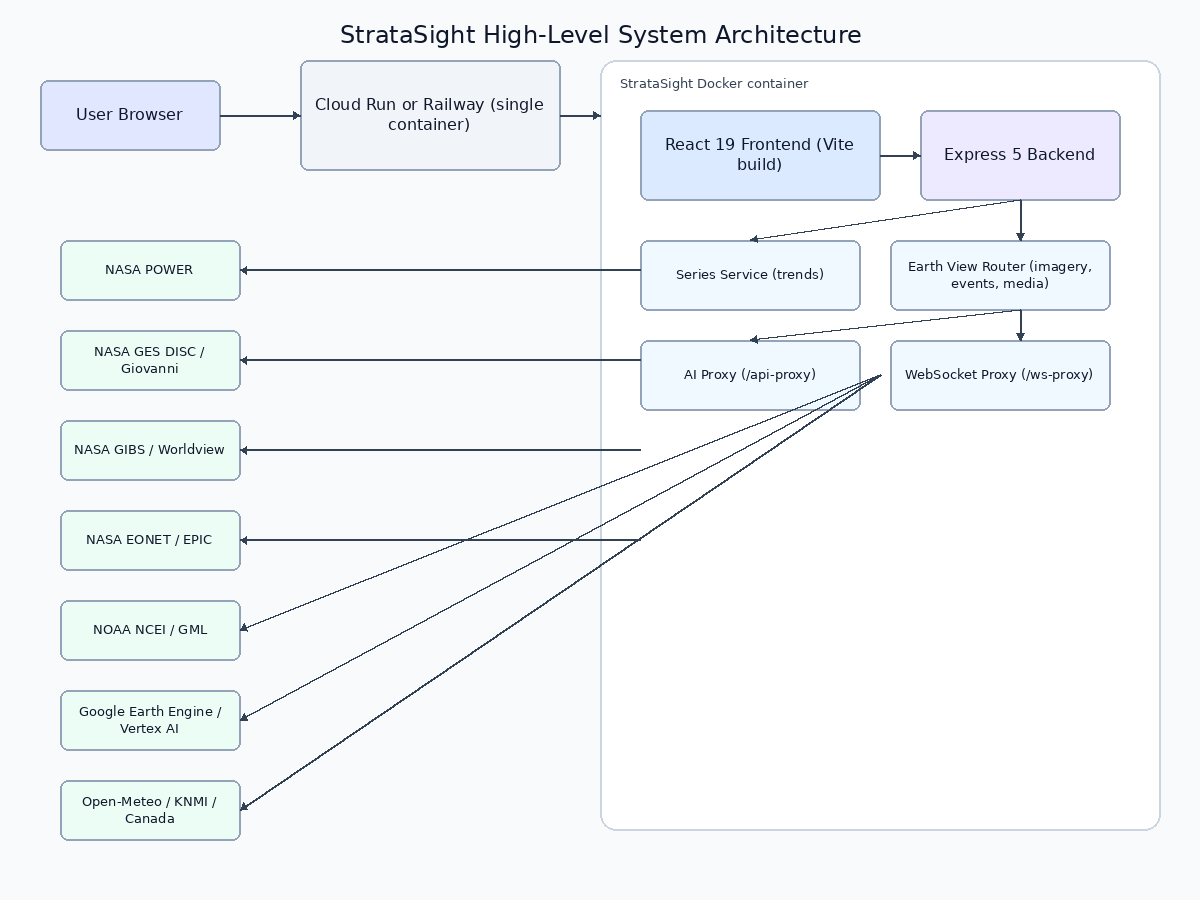 StrataSight High-Level System Architecture
User Browser
Cloud Run or Railway (single
container)
StrataSight Docker container
React 19 Frontend (Vite
build)
Express 5 Backend
NASA POWER
Series Service (trends)
Earth View Router (imagery,
events, media)
NASA GES DISC /
Giovanni
AI Proxy (/api-proxy)
WebSocket Proxy (/ws-proxy)
NASA GIBS / Worldview
NASA EONET / EPIC
NOAA NCEI / GML
Google Earth Engine /
Vertex AI
Open-Meteo / KNMI /
Canada